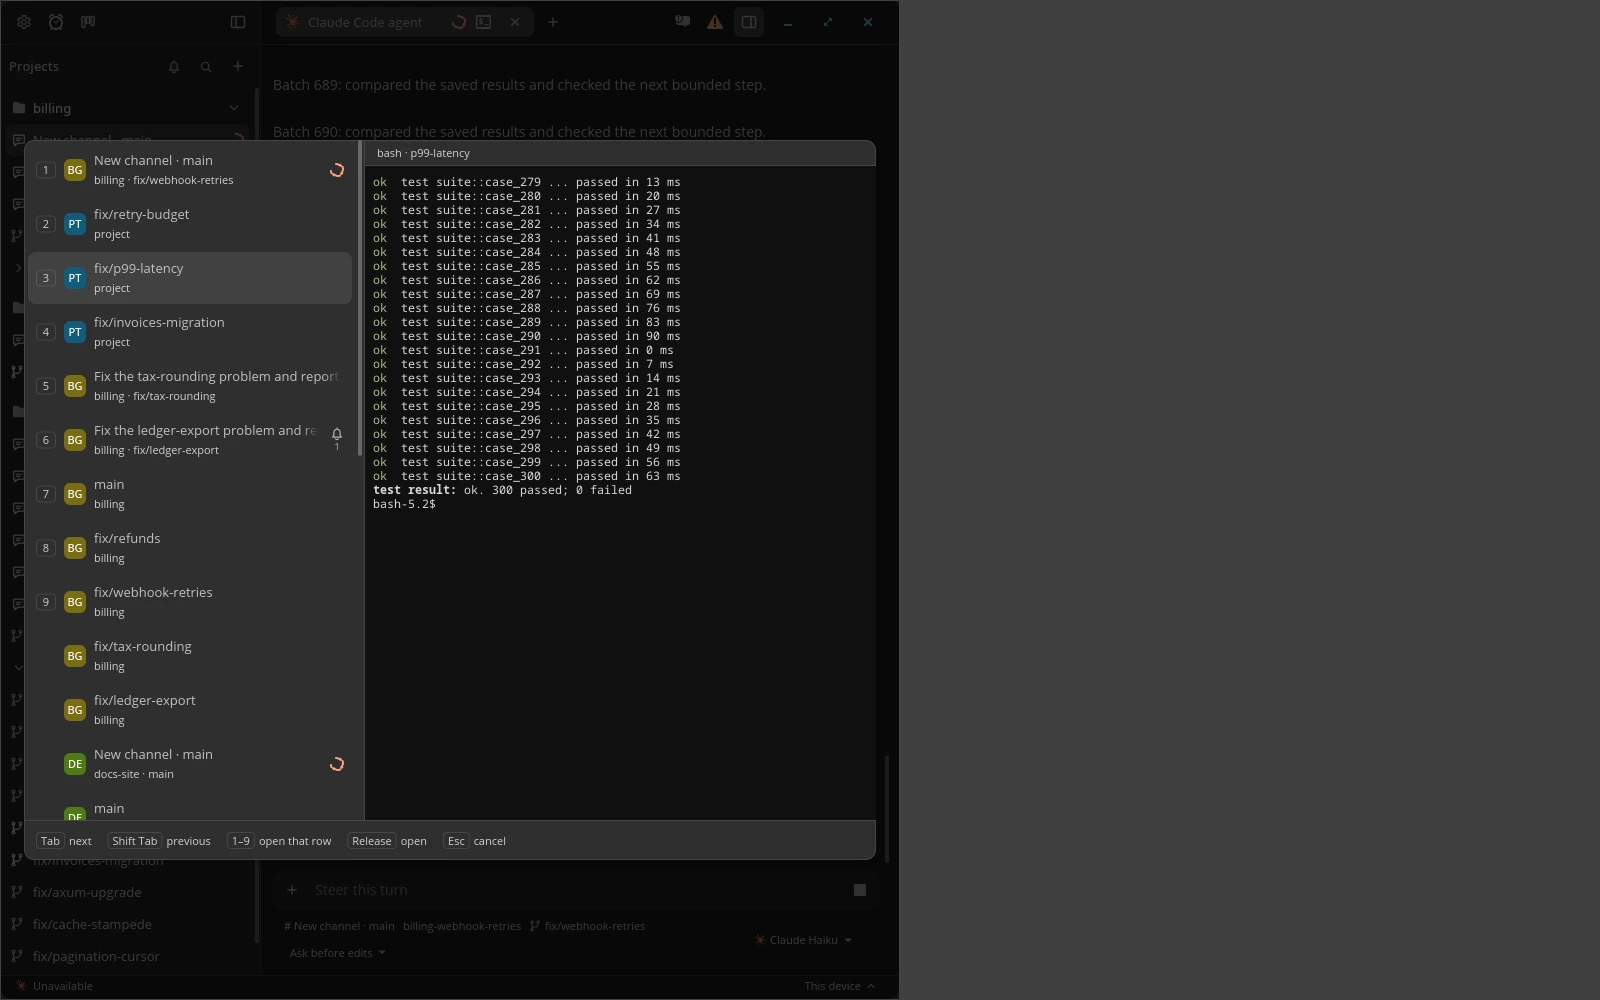 Claude Code agent
Projects
billing
New channel · main
Batch 689: compared the saved results and checked the next bounded step.
Batch 690: compared the saved results and checked the next bounded step.
1
BG
New channel · main
billing · fix/webhook-retries
2
PT
fix/retry-budget
project
3
PT
fix/p99-latency
project
4
PT
fix/invoices-migration
project
5
BG
Fix the tax-rounding problem and report
billing · fix/tax-rounding
6
BG
Fix the ledger-export problem and re
billing · fix/ledger-export
1
7
BG
main
billing
8
BG
fix/refunds
billing
9
BG
fix/webhook-retries
billing
BG
fix/tax-rounding
billing
BG
fix/ledger-export
billing
DE
New channel · main
docs-site · main
DE
main
bash · p99-latency
ok test suite::case_279 ... passed in 13 ms
ok test suite::case_280 ... passed in 20 ms
ok test suite::case_281 ... passed in 27 ms
ok test suite::case_282 ... passed in 34 ms
ok test suite::case_283 ... passed in 41 ms
ok test suite::case_284 ... passed in 48 ms
ok test suite::case_285 ... passed in 55 ms
ok test suite::case_286 ... passed in 62 ms
ok test suite::case_287 ... passed in 69 ms
ok test suite::case_288 ... passed in 76 ms
ok test suite::case_289 ... passed in 83 ms
ok test suite::case_290 ... passed in 90 ms
ok test suite::case_291 ... passed in 0 ms
ok test suite::case_292 ... passed in 7 ms
ok test suite::case_293 ... passed in 14 ms
ok test suite::case_294 ... passed in 21 ms
ok test suite::case_295 ... passed in 28 ms
ok test suite::case_296 ... passed in 35 ms
ok test suite::case_297 ... passed in 42 ms
ok test suite::case_298 ... passed in 49 ms
ok test suite::case_299 ... passed in 56 ms
ok test suite::case_300 ... passed in 63 ms
test result: ok. 300 passed; 0 failed
bash-5.2$
Tab next Shift Tab previous 1–9 open that row Release open Esc cancel
fix/invoices-migration
fix/axum-upgrade
fix/cache-stampede
fix/pagination-cursor
Steer this turn
# New channel · main billing-webhook-retries fix/webhook-retries
Claude Haiku
Ask before edits
Unavailable
This device